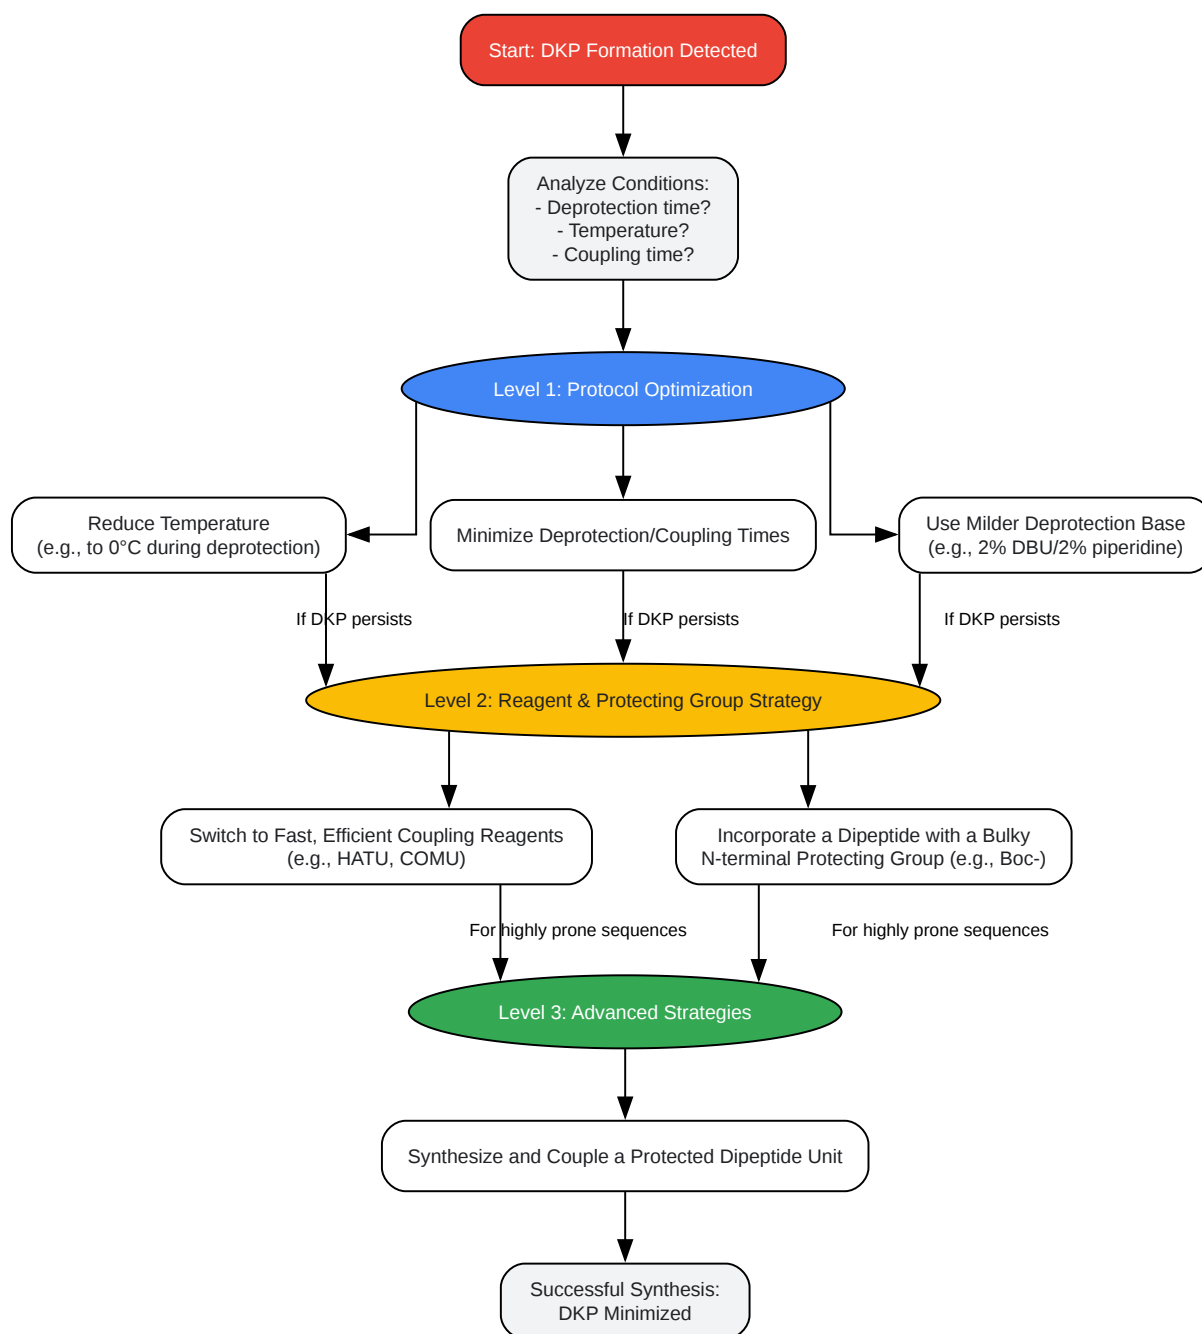 Start: DKP Formation Detected
Analyze Conditions:
- Deprotection time?
- Temperature?
- Coupling time?
Level 1: Protocol Optimization
Reduce Temperature
(e.g., to 0°C during deprotection)
Minimize Deprotection/Coupling Times
Use Milder Deprotection Base
(e.g., 2% DBU/2% piperidine)
If DKP persists
If DKP persists
If DKP persists
Level 2: Reagent & Protecting Group Strategy
Switch to Fast, Efficient Coupling Reagents
(e.g., HATU, COMU)
Incorporate a Dipeptide with a Bulky
N-terminal Protecting Group (e.g., Boc-)
For highly prone sequences
For highly prone sequences
Level 3: Advanced Strategies
Synthesize and Couple a Protected Dipeptide Unit
Successful Synthesis:
DKP Minimized